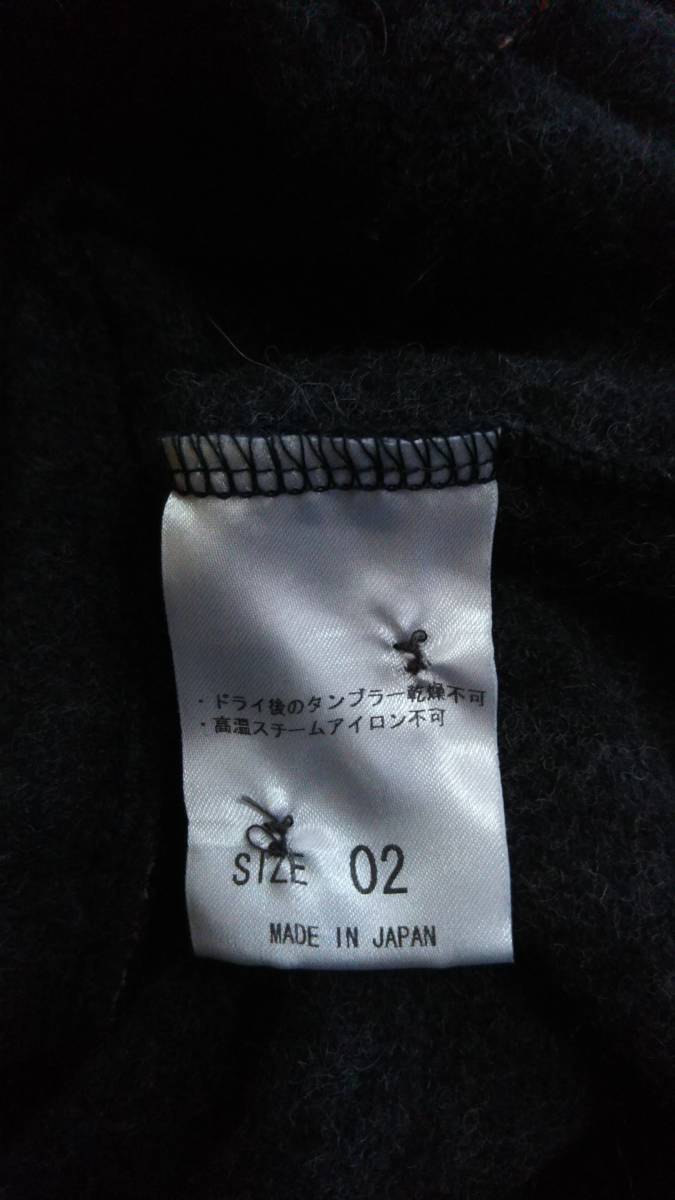 ・ドライ後のタンブラー乾燥不可
・高温スチームアイロン不可
SIZE 02
MADE IN JAPAN